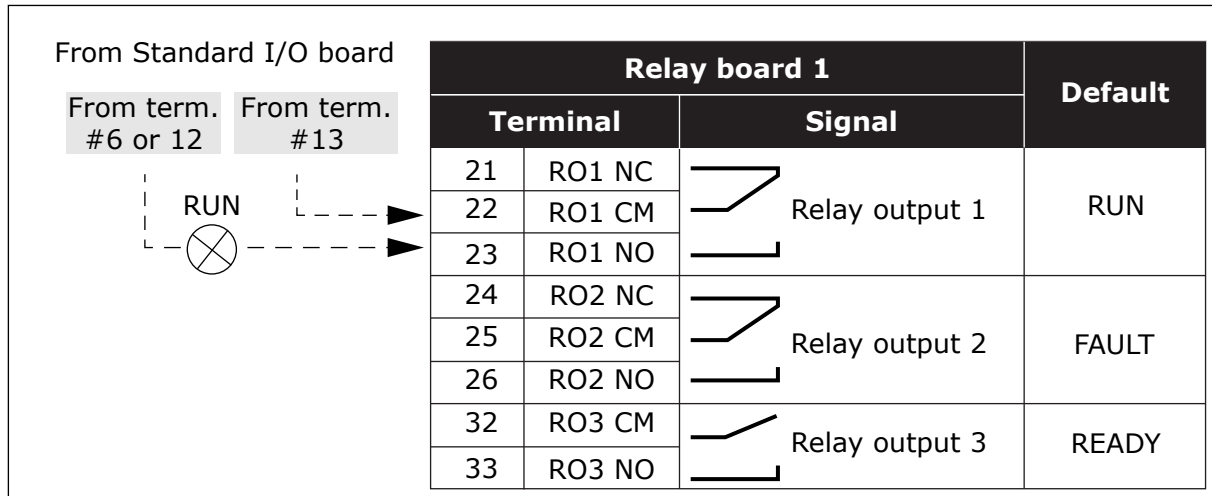 From Standard I/O board
From term. #6 or 12
From term. #13
RUN
Relay board 1
Default
Terminal
Signal
21 RO1 NC
22 RO1 CM
23 RO1 NO
Relay output 1
RUN
24 RO2 NC
25 RO2 CM
26 RO2 NO
Relay output 2
FAULT
32 RO3 CM
33 RO3 NO
Relay output 3
READY